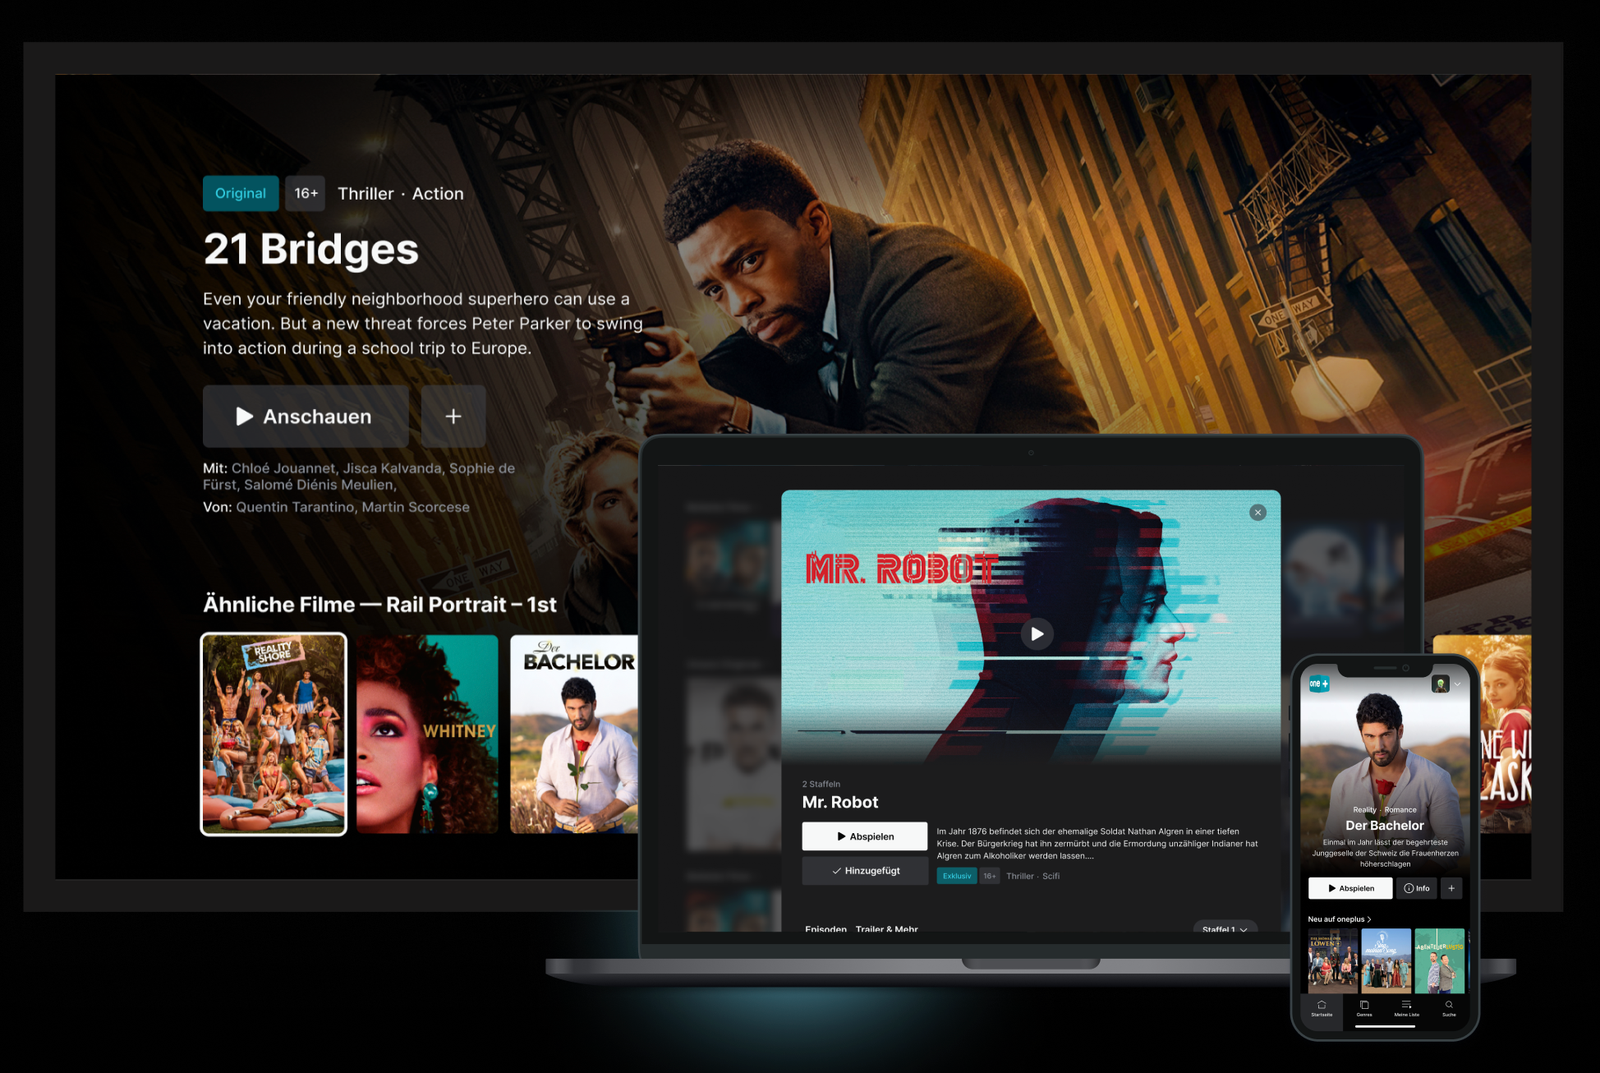 Original 16+ Thriller · Action
21 Bridges
Even your friendly neighborhood superhero can use a
vacation. But a new threat forces Peter Parker to swing
into action during a school trip to Europe.
Anschauen
Mit: Chloé Jouannet, Jisca Kalvanda, Sophie de
Fürst, Salomé Diénis Meulien,
Von: Quentin Tarantino, Martin Scorcese
ONE WAY
ONE WAY
Ähnliche Filme — Rail Portrait – 1st
REALITY
SHORE
WHITNEY
Der
BACHELOR
MR. ROBOT
2 Staffeln
Mr. Robot
Abspielen
Hinzugefügt
Im Jahr 1876 befindet sich der ehemalige Soldat Nathan Algren in einer tiefen
Krise. Der Bürgerkrieg hat ihn zermürbt und die Ermordung unzähliger Indianer hat
Algren zum Alkoholiker werden lassen....
Exklusiv 16+ Thriller · Scifi
Episoden Trailer & Mehr
Staffel 1
one +
Reality · Romance
Der Bachelor
Einmal im Jahr lässt der begehrteste
Junggeselle der Schweiz die Frauenherzen
höherschlagen
Abspielen Info
Neu auf oneplus
LÖWEN
Sing
meinen Song
Startseite Genres Meine Liste Suche